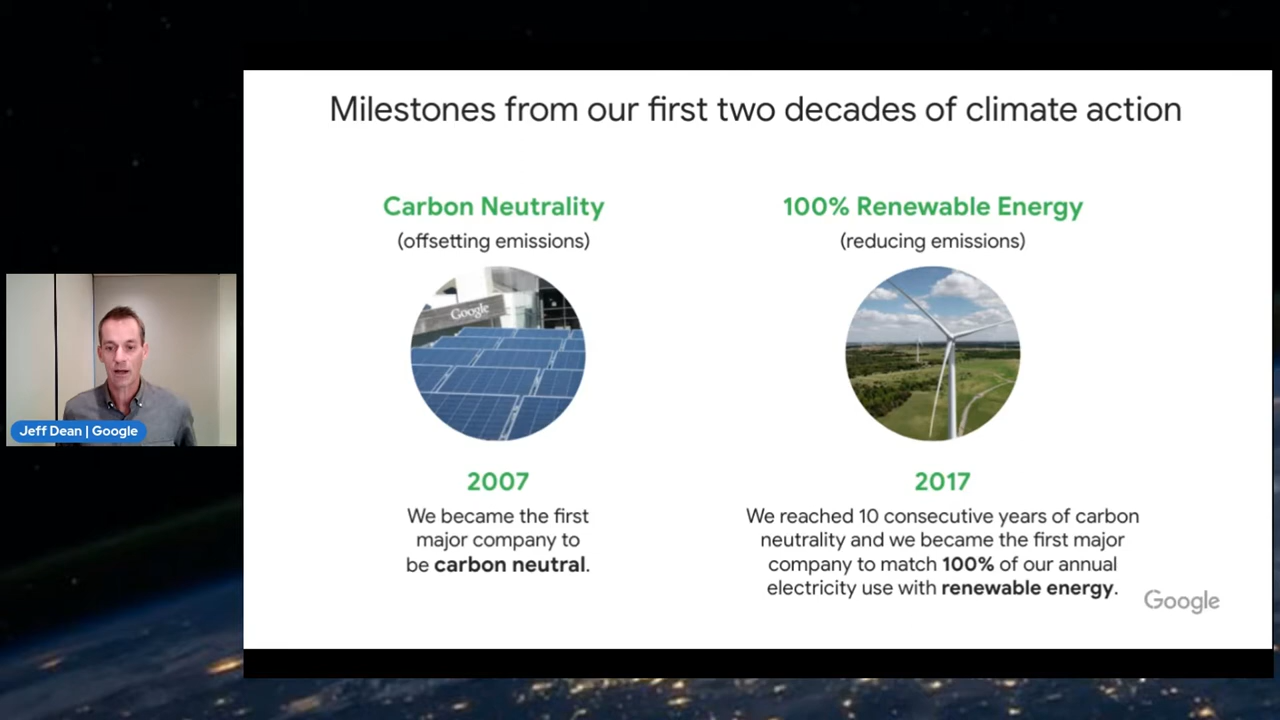 Milestones from our first two decades of climate action
Carbon Neutrality
(offsetting emissions)
Google
2007
We became the first
major company to
be carbon neutral.
100% Renewable Energy
(reducing emissions)
2017
We reached 10 consecutive years of carbon
neutrality and we became the first major
company to match 100% of our annual
electricity use with renewable energy.
Google
Jeff Dean | Google